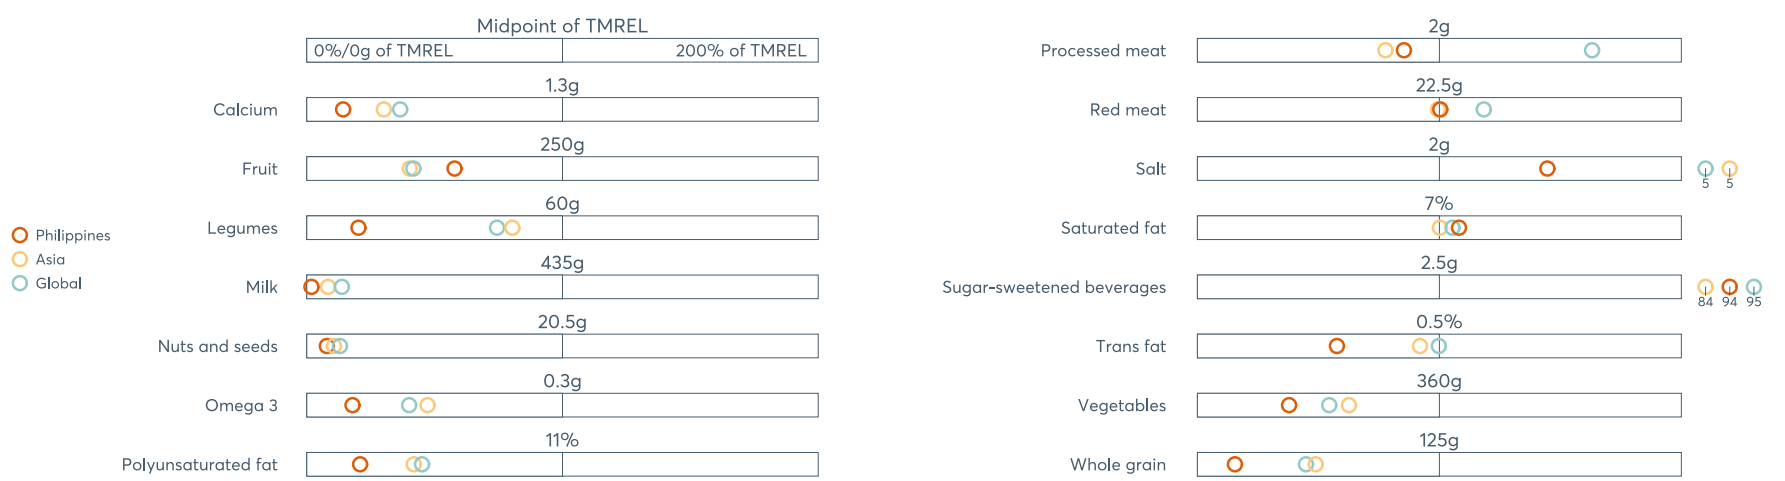 Midpoint of TMREL
0%/0g of TMREL 200% of TMREL
1.3g
Calcium
250g
Fruit
60g
Legumes
435g
Milk
20.5g
Nuts and seeds
0.3g
Omega 3
11%
Polyunsaturated fat
Philippines
Asia
Global
2g
Processed meat
22.5g
Red meat
2g
Salt
5 5
7%
Saturated fat
2.5g
Sugar-sweetened beverages
84 94 95
0.5%
Trans fat
360g
Vegetables
125g
Whole grain